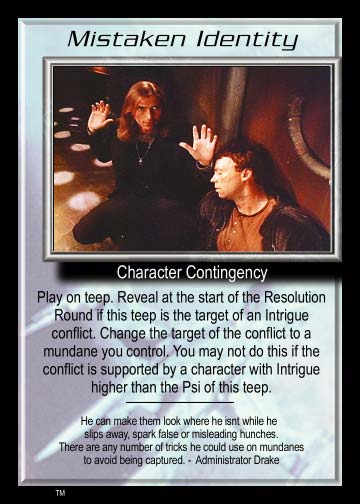 Mistaken Identity
Character Contingency
Play on teep. Reveal at the start of the Resolution
Round if this teep is the target of an Intrigue
conflict. Change the target of the conflict to a
mundane you control. You may not do this if the
conflict is supported by a character with Intrigue
higher than the Psi of this teep.
He can make them look where he isnt while he
slips away, spark false or misleading hunches.
There are any number of tricks he could use on mundanes
to avoid being captured. - Administrator Drake
TM